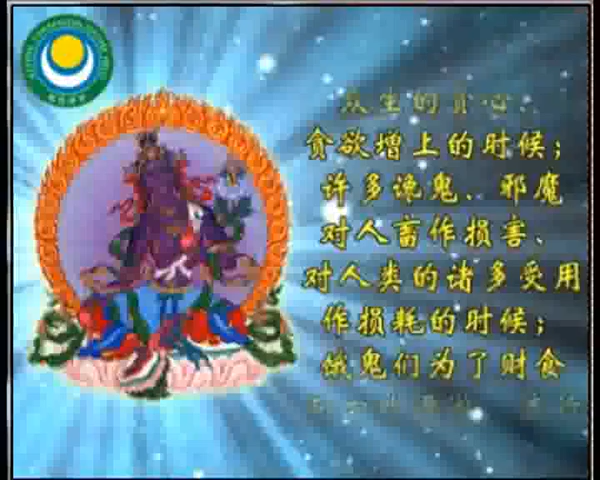 众生的贪心、
贪欲增上的时候；
许多谗鬼、邪魔
对人畜作损害、
对人类的诸多受用
作损耗的时候；
饿鬼们为了财食